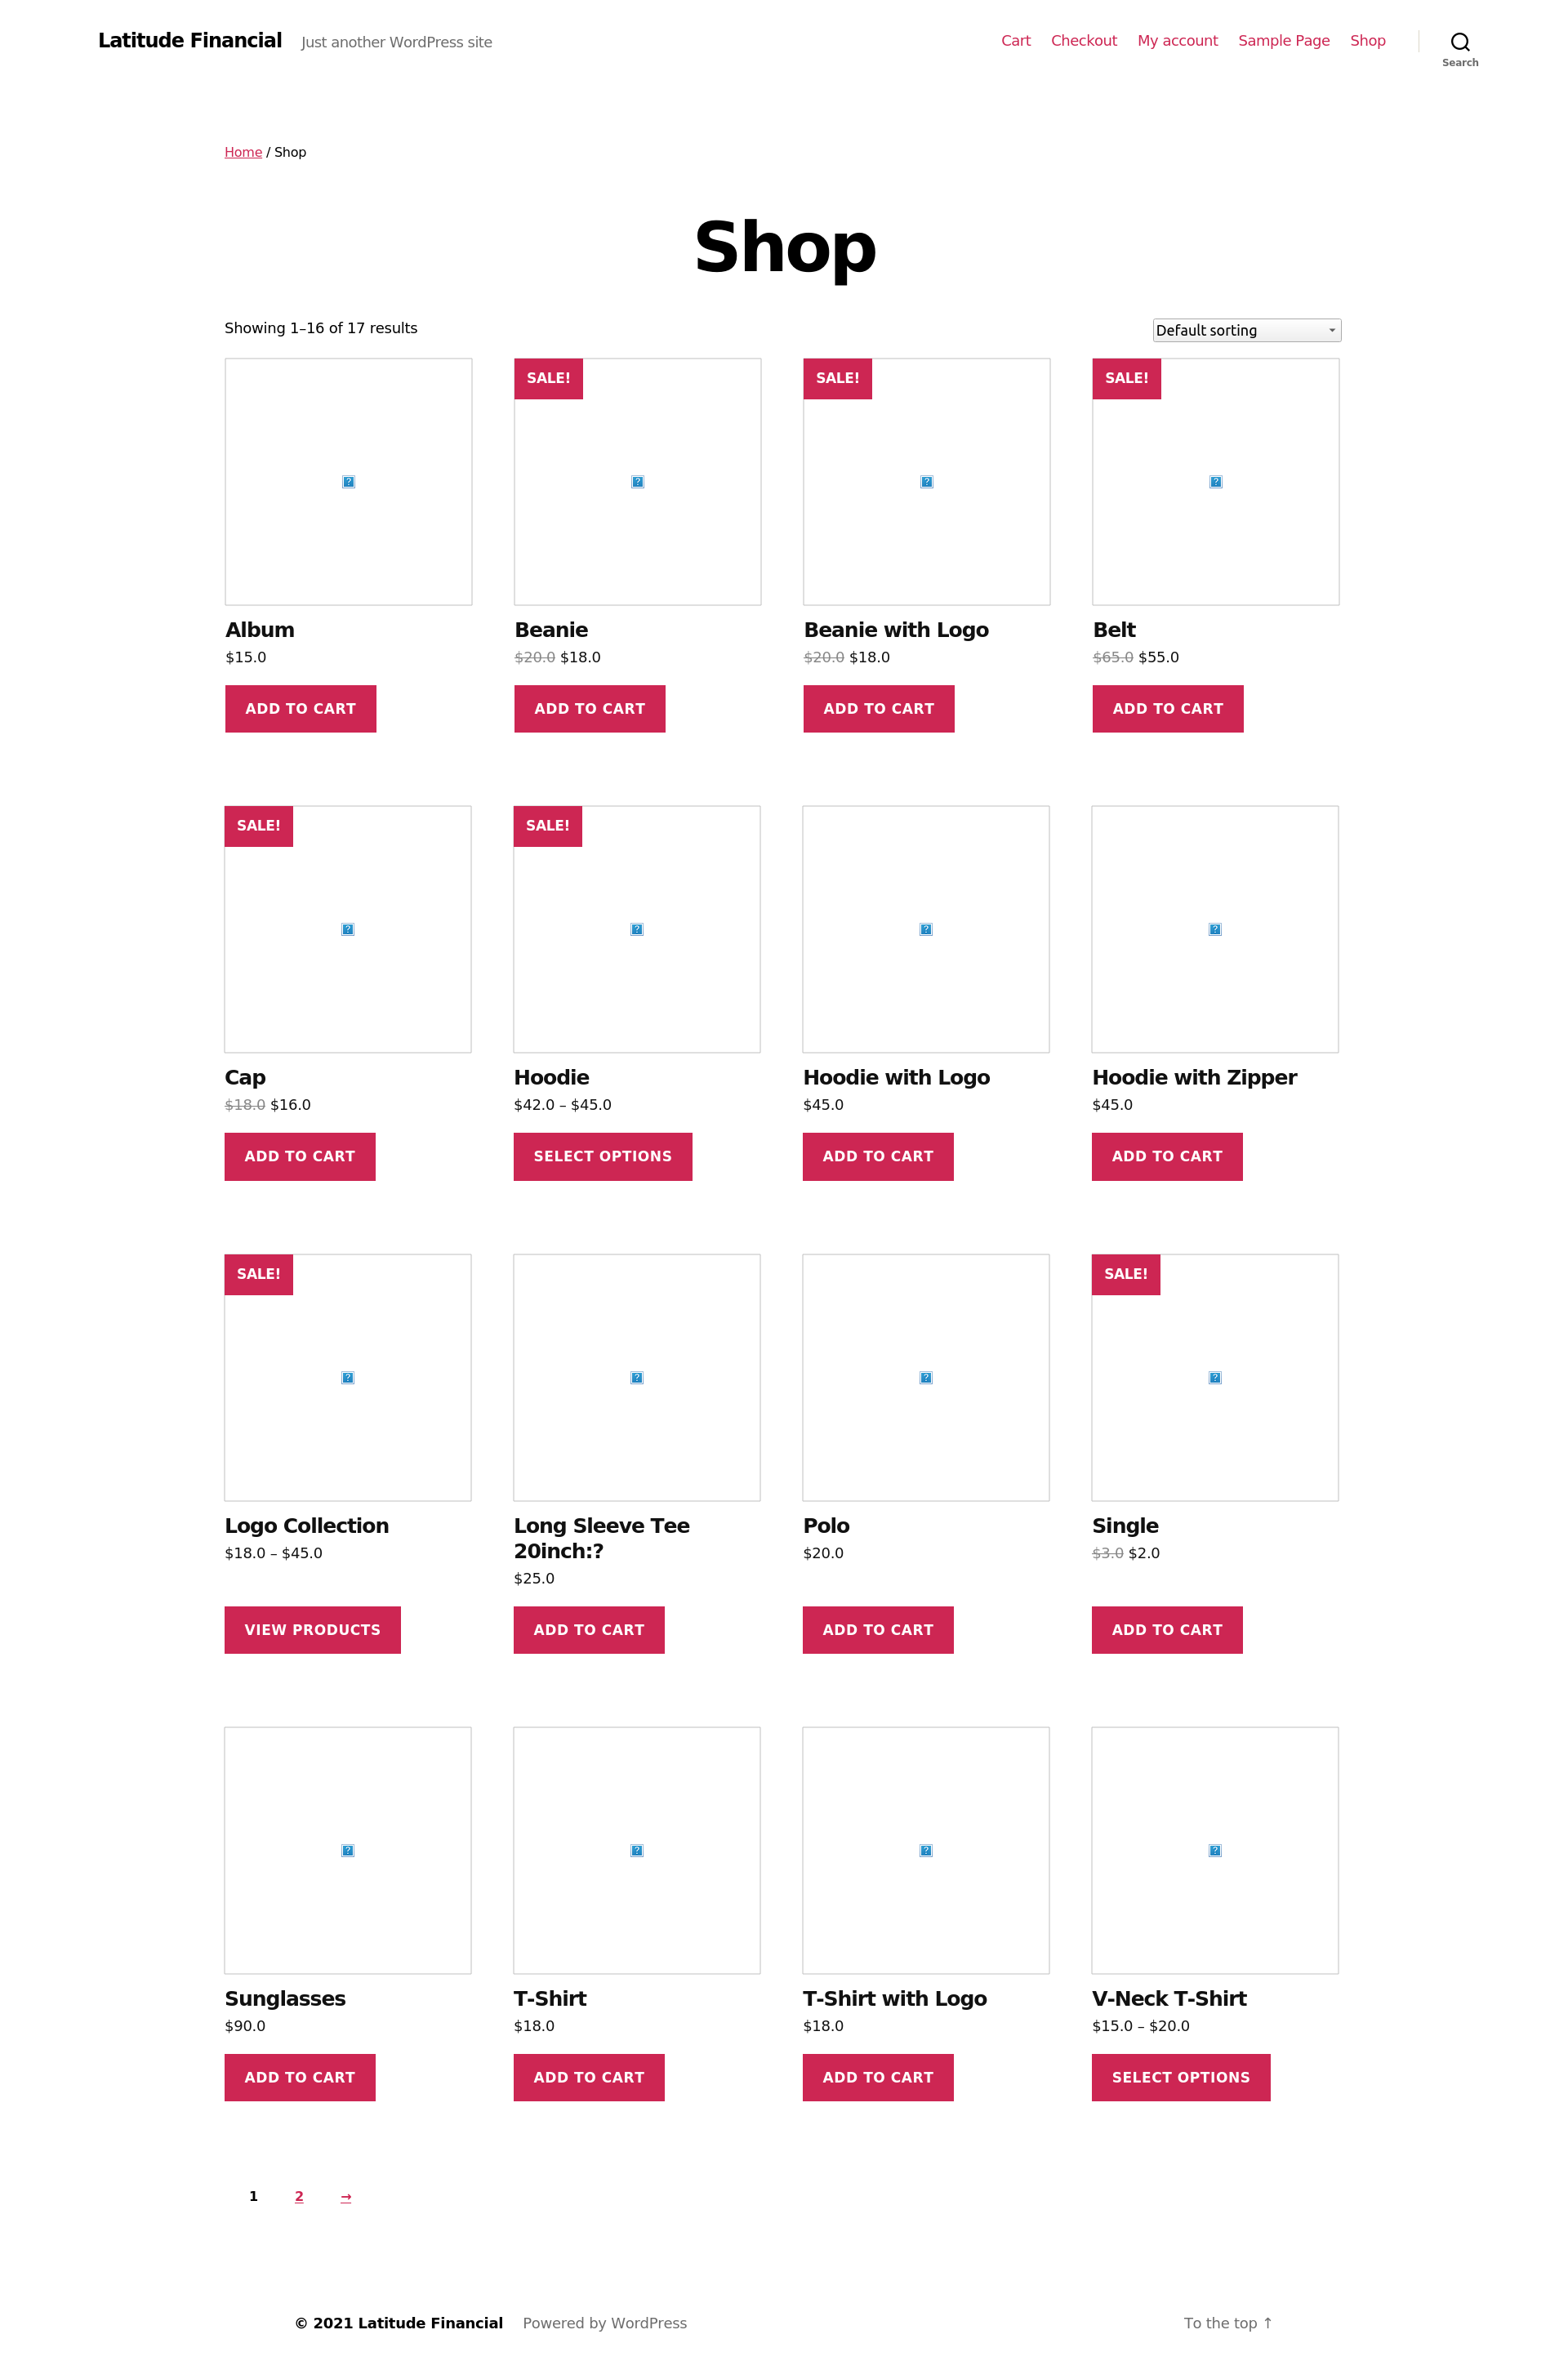 Latitude Financial Just another WordPress site Cart Checkout My account Sample Page Shop
Search
Home / Shop
Shop
Showing 1–16 of 17 results Default sorting
SALE! SALE! SALE!
Album Beanie Beanie with Logo Belt
$15.0 $20.0 $18.0 $20.0 $18.0 $65.0 $55.0
ADD TO CART ADD TO CART ADD TO CART ADD TO CART
SALE! SALE!
Cap Hoodie Hoodie with Logo Hoodie with Zipper
$18.0 $16.0 $42.0 – $45.0 $45.0 $45.0
ADD TO CART SELECT OPTIONS ADD TO CART ADD TO CART
SALE! SALE!
Logo Collection Long Sleeve Tee Polo Single
20inch:?
$18.0 – $45.0 $20.0 $3.0 $2.0
$25.0
VIEW PRODUCTS ADD TO CART ADD TO CART ADD TO CART
Sunglasses T-Shirt T-Shirt with Logo V-Neck T-Shirt
$90.0 $18.0 $18.0 $15.0 – $20.0
ADD TO CART ADD TO CART ADD TO CART SELECT OPTIONS
1 2 →
© 2021 Latitude Financial Powered by WordPress To the top ↑